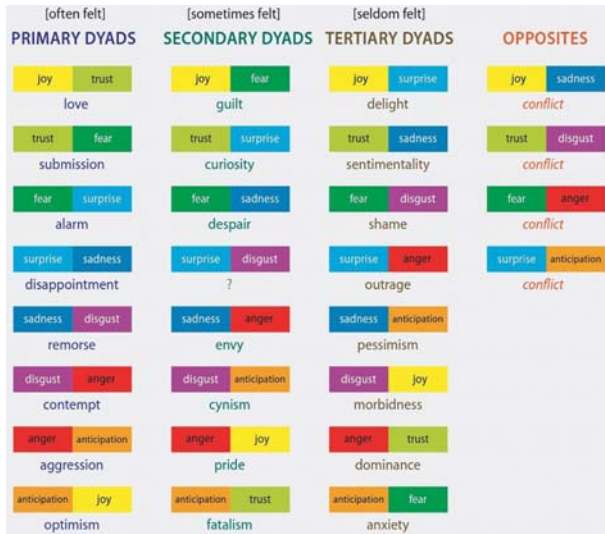 [often felt] [sometimes felt] [seldom felt]
PRIMARY DYADS SECONDARY DYADS TERTIARY DYADS OPPOSITES
joy trust joy fear joy surprise joy sadness
love guilt delight conflict
trust fear trust surprise trust sadness trust disgust
submission curiosity sentimentality conflict
fear surprise fear sadness fear disgust fear anger
alarm despair shame conflict
surprise sadness surprise disgust surprise anger surprise anticipation
disappointment ? outrage conflict
sadness disgust sadness anger sadness anticipation
remorse envy pessimism
disgust anger disgust anticipation disgust joy
contempt cynism morbidness
anger anticipation anger joy anger trust
aggression pride dominance
anticipation joy anticipation trust anticipation fear
optimism fatalism anxiety